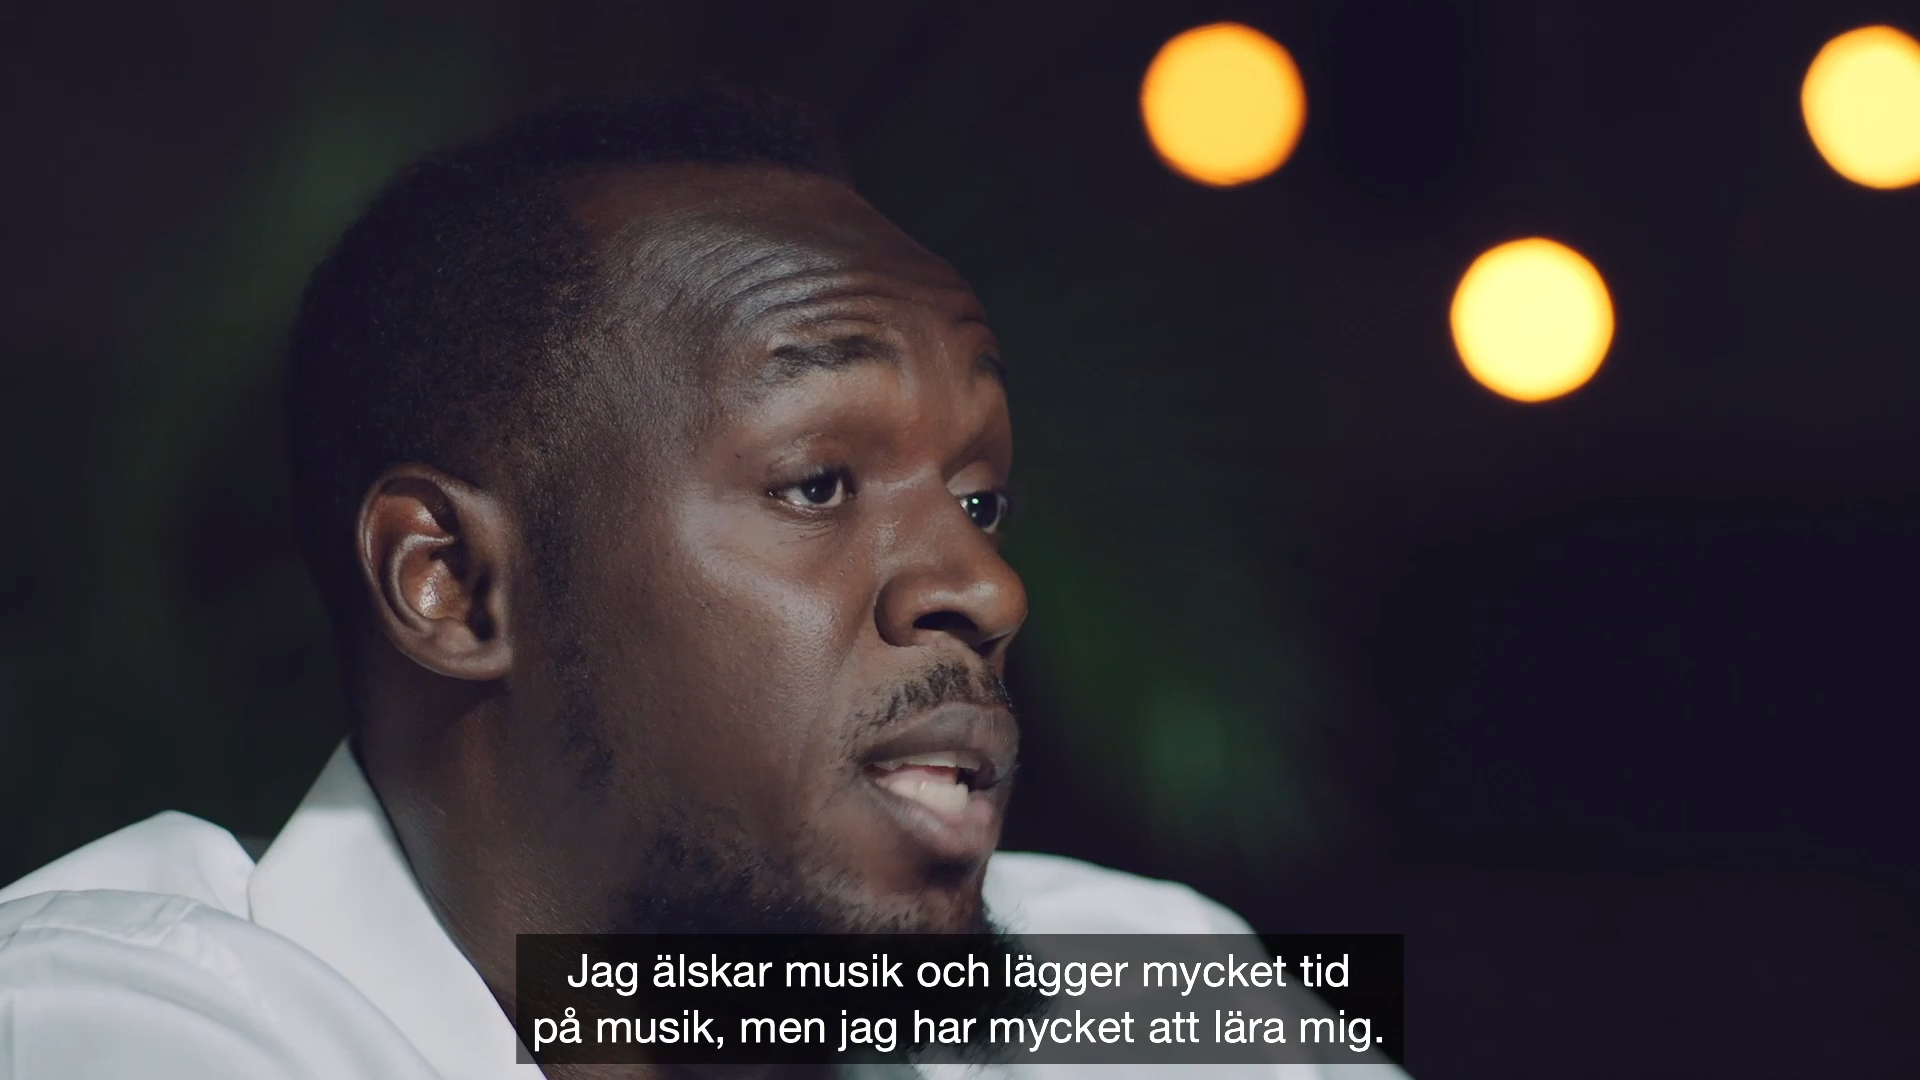 Jag älskar musik och lägger mycket tid
på musik, men jag har mycket att lära mig.